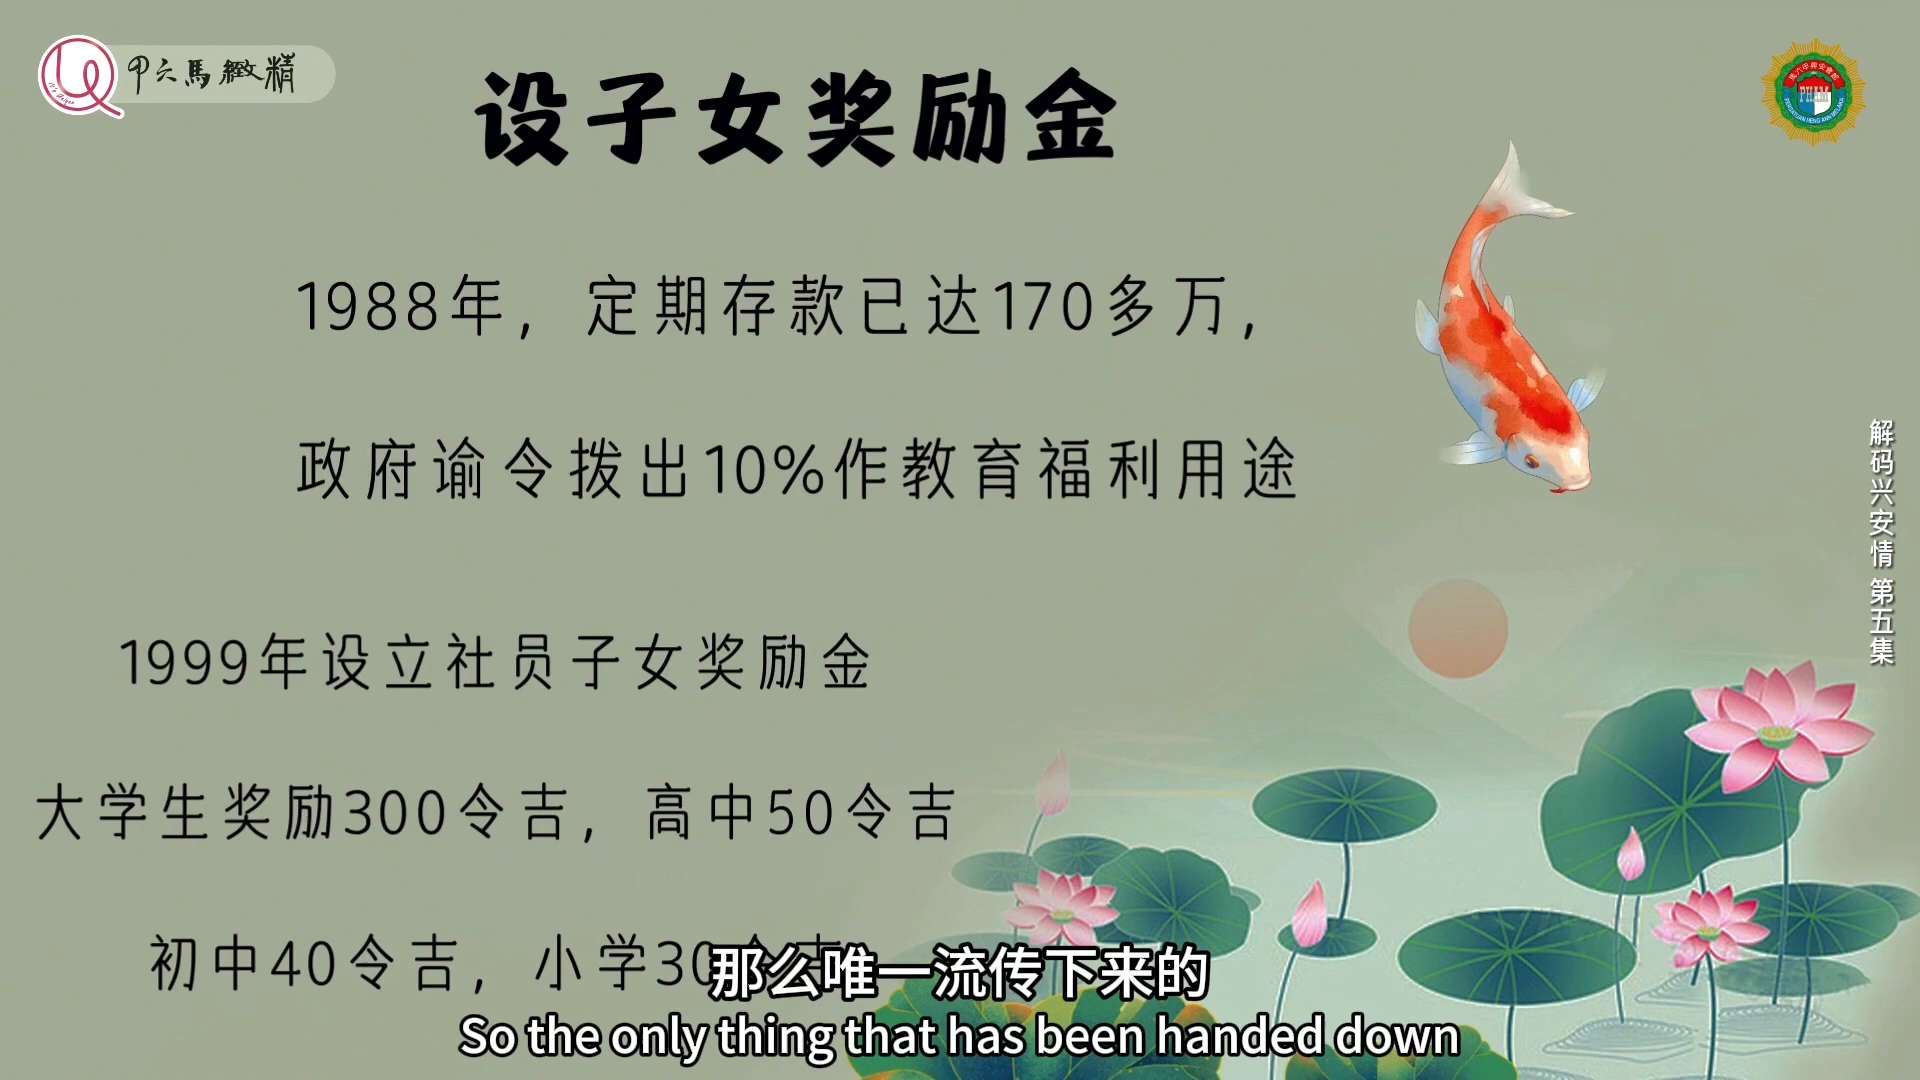 甲六馬緻精
设子女奖励金
PHAM
1988年，定期存款已达170多万，
政府谕令拨出10%作教育福利用途
1999年设立社员子女奖励金
大学生奖励300令吉，高中50令吉
初中40令吉，小学30令吉
解码兴安情 第五集
那么唯一流传下来的
So the only thing that has been handed down